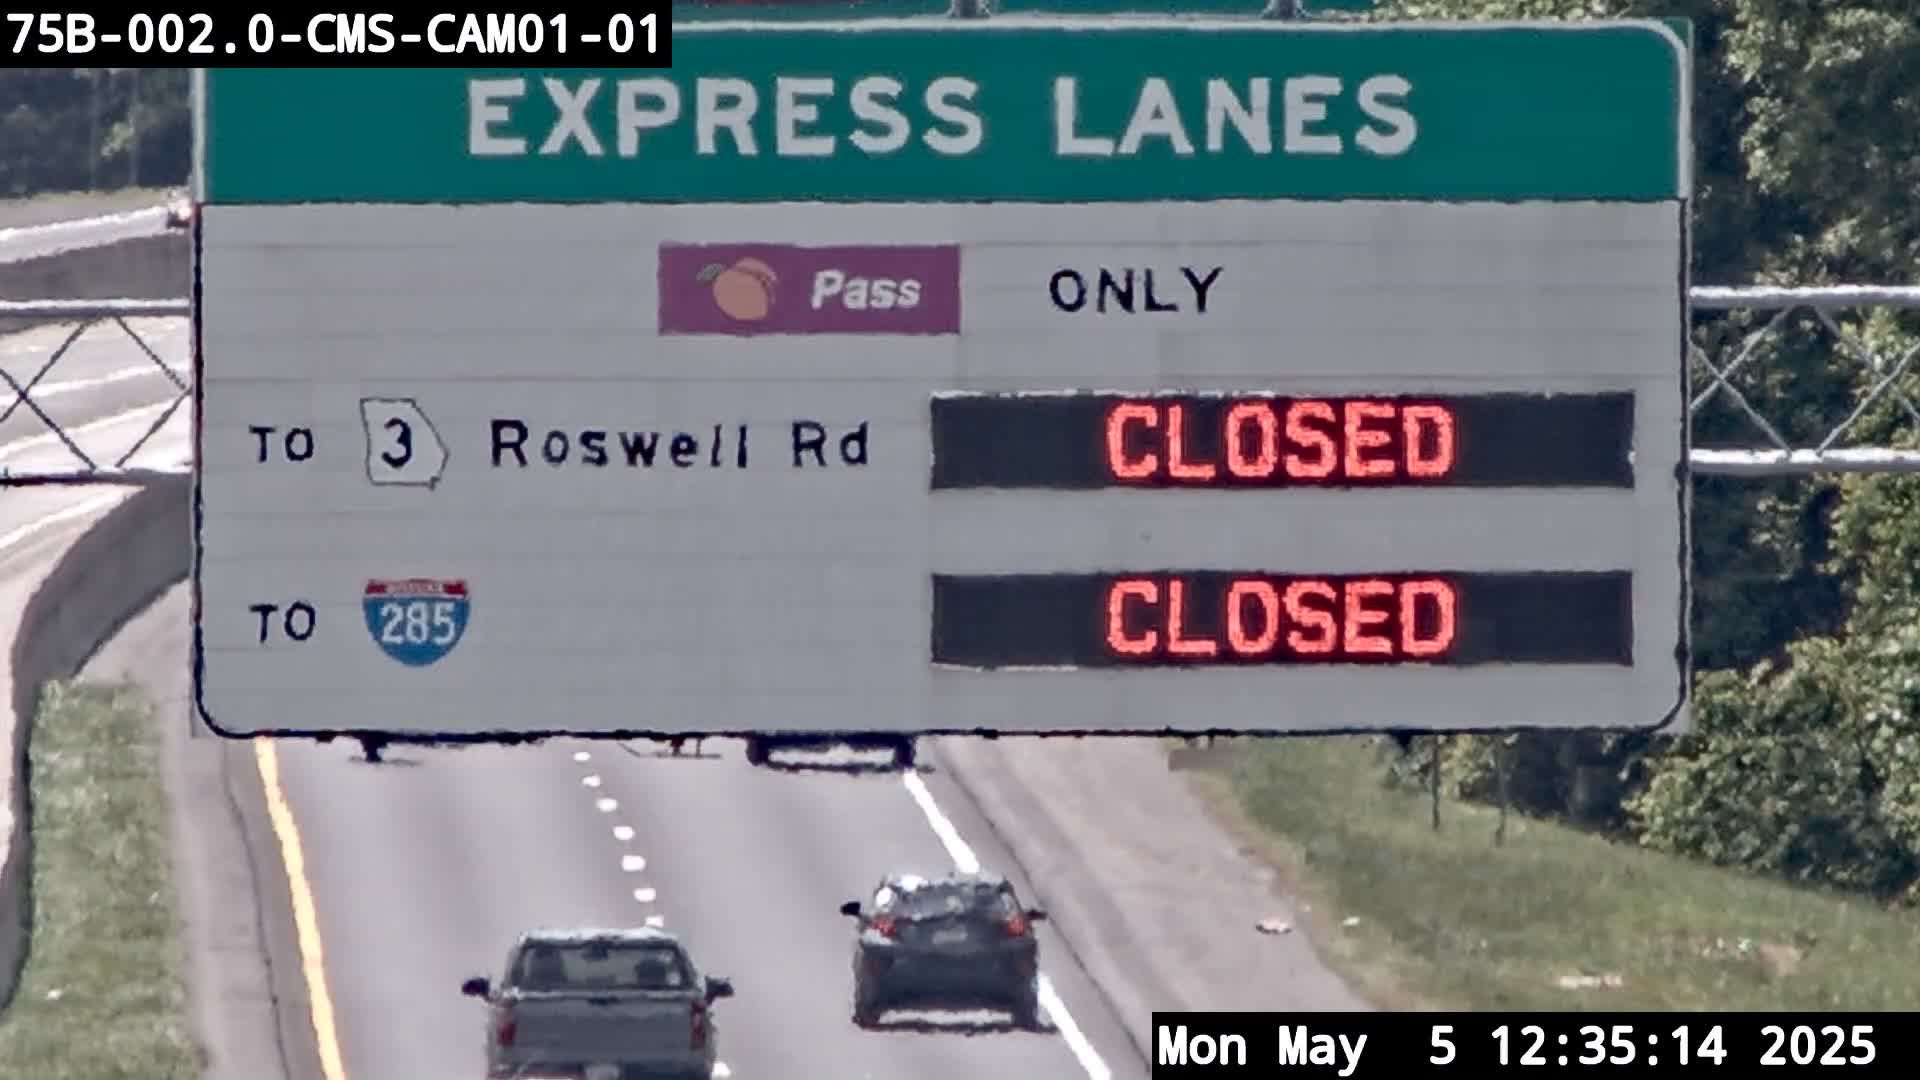 75B-002.0-CMS-CAM01-01
EXPRESS LANES
Pass ONLY
TO 3 Roswell Rd CLOSED
TO 285 CLOSED
Mon May 5 12:35:14 2025